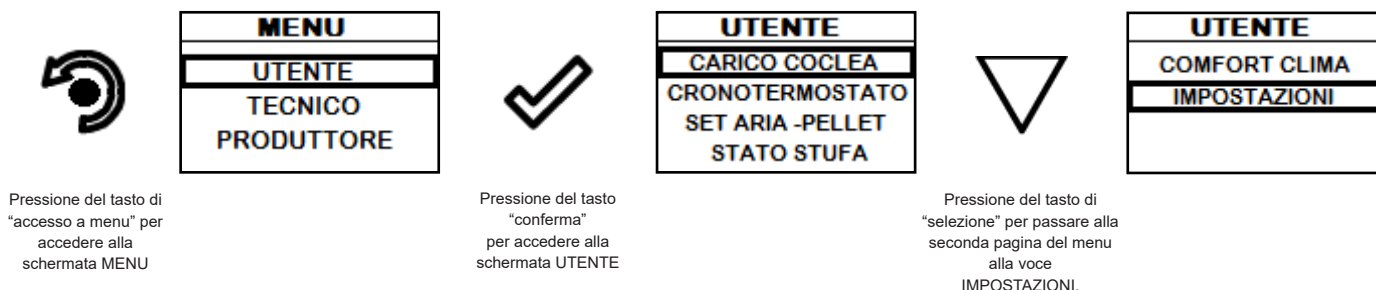 MENU
UTENTE
TECNICO
PRODUTTORE
UTENTE
CARICO COCLEA
CRONOTERMOSTATO
SET ARIA -PELLET
STATO STUFA
UTENTE
COMFORT CLIMA
IMPOSTAZIONI
Pressione del tasto di
“accesso a menu” per
accedere alla
schermata MENU
Pressione del tasto
“conferma”
per accedere alla
schermata UTENTE
Pressione del tasto di
“selezione” per passare alla
seconda pagina del menu
alla voce
IMPOSTAZIONI.